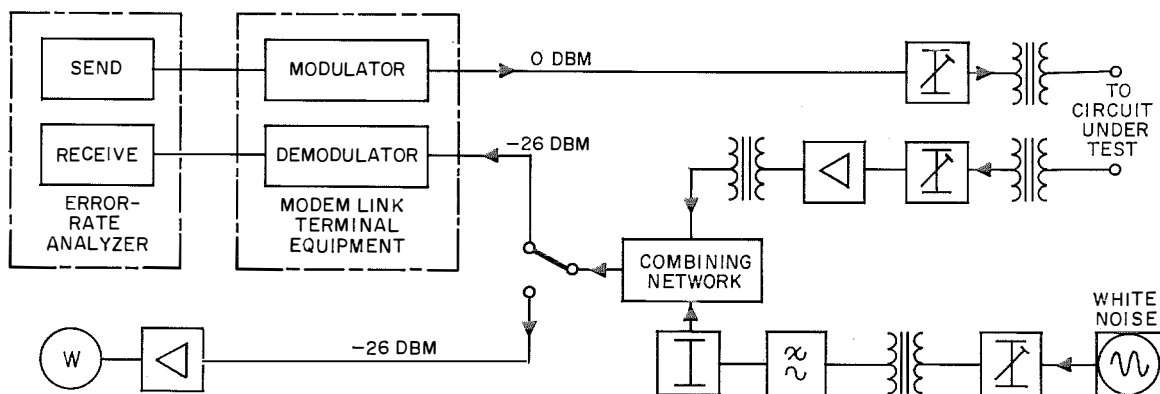 SEND
MODULATOR
0 DBM
TO
CIRCUIT
UNDER
TEST
RECEIVE
DEMODULATOR
-26 DBM
ERROR-
RATE
ANALYZER
MODEM LINK
TERMINAL
EQUIPMENT
COMBINING
NETWORK
WHITE
NOISE
W
-26 DBM